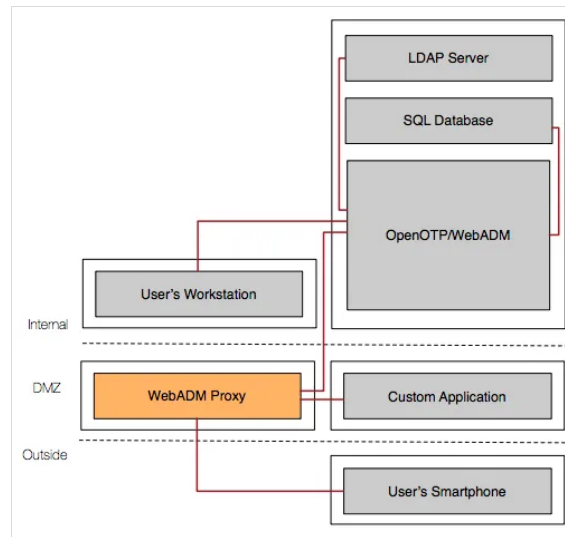 LDAP Server
SQL Database
OpenOTP/WebADM
User's Workstation
Internal
DMZ
WebADM Proxy
Custom Application
Outside
User's Smartphone